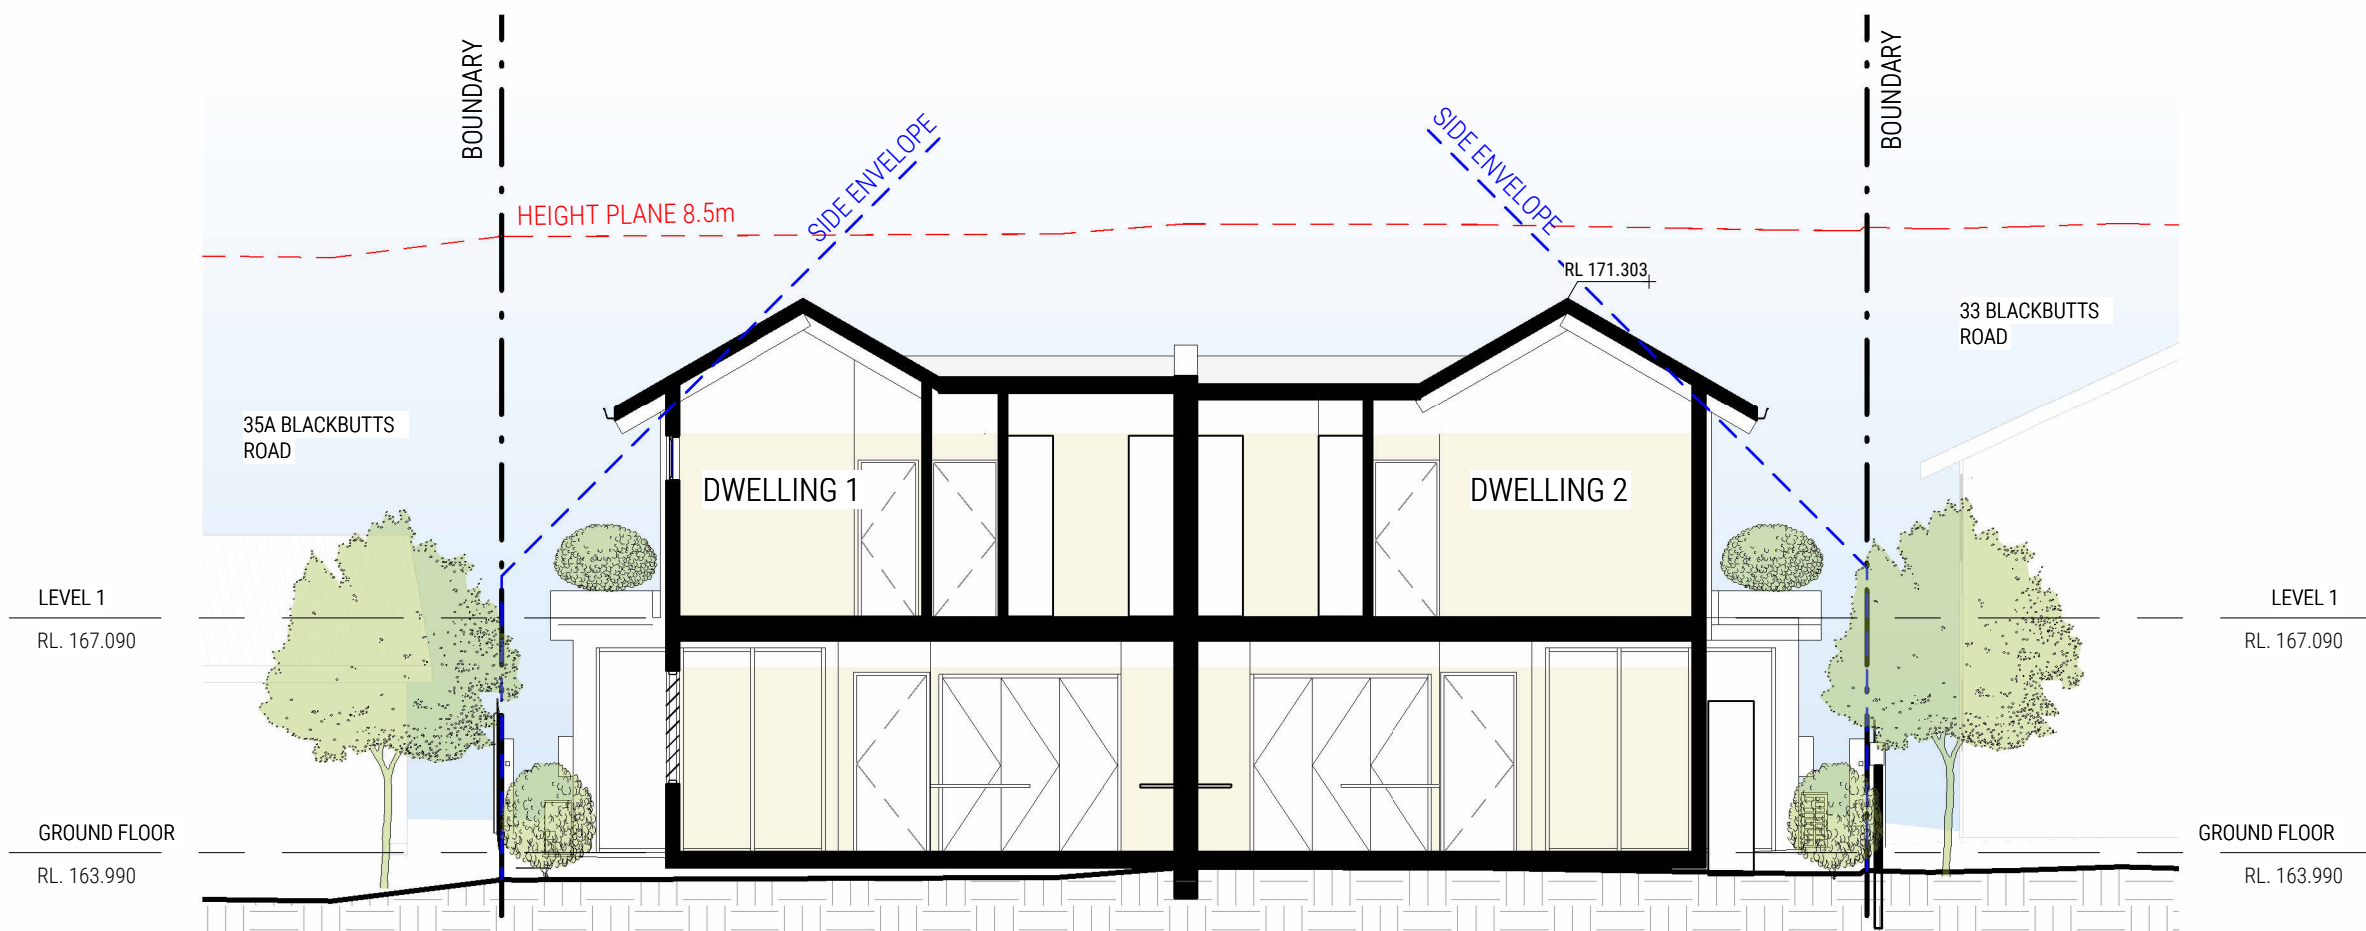 BOUNDARY
BOUNDARY
SIDE ENVELOPE
SIDE ENVELOPE
HEIGHT PLANE 8.5m
RL 171.303
33 BLACKBUTTS
ROAD
35A BLACKBUTTS
ROAD
DWELLING 1
DWELLING 2
LEVEL 1
RL. 167.090
LEVEL 1
RL. 167.090
GROUND FLOOR
RL. 163.990
GROUND FLOOR
RL. 163.990